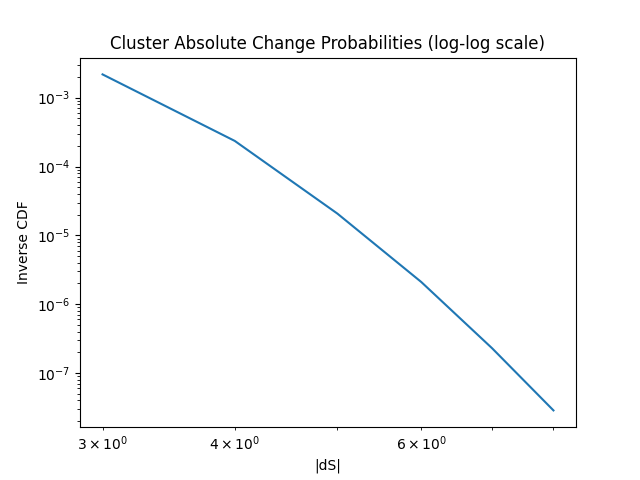 Cluster Absolute Change Probabilities (log-log scale)
Inverse CDF
10⁻³
10⁻⁴
10⁻⁵
10⁻⁶
10⁻⁷
3 × 10⁰ 4 × 10⁰ 6 × 10⁰
|dS|